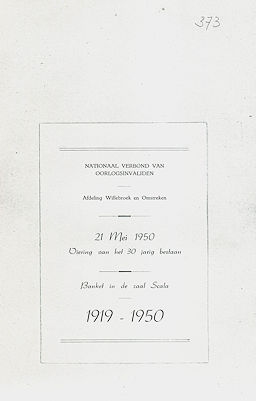 373
NATIONAAL VERBOND VAN
OORLOGSINVALIDEN
Afdeling Willebroek en Omstreken
21 Mei 1950
Viering van het 30 jarig bestaan
Banket in de zaal Scala
1919 - 1950